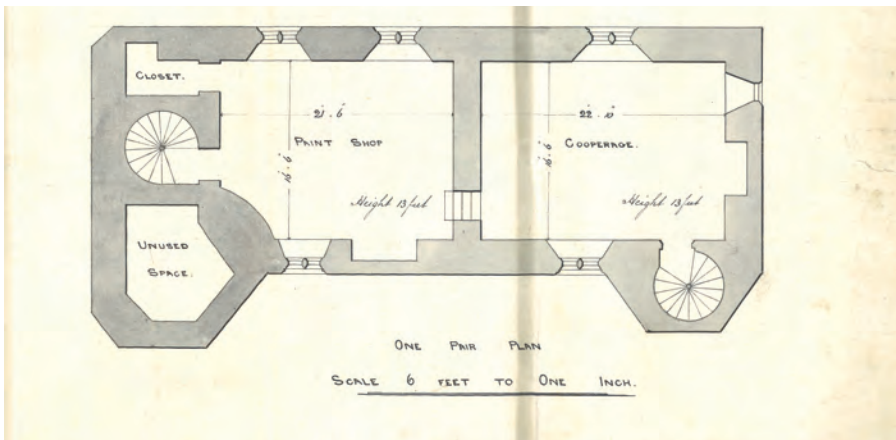 CLOSET.
21.6
22.10
PAINT SHOP
COOPERAGE.
16.6
16.6
Height 13 feet
Height 13 feet
UNUSED
SPACE.
ONE PAIR PLAN
SCALE 6 FEET TO ONE INCH.